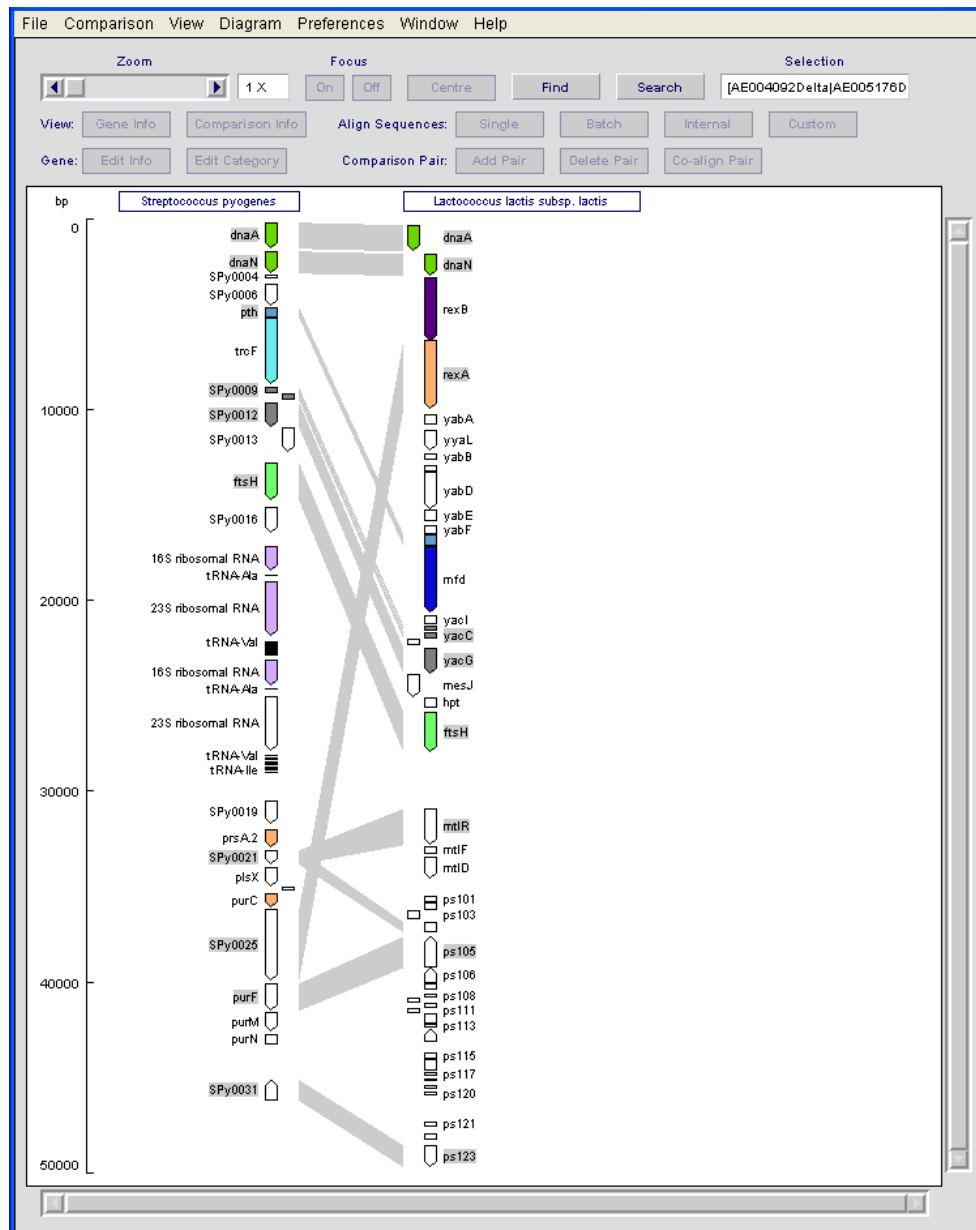 File Comparison View Diagram Preferences Window Help
Zoom Focus Selection
1 X On Off Centre Find Search [AE004092Delta|AE005176D
View: Gene Info Comparison Info Align Sequences: Single Batch Internal Custom
Gene: Edit Info Edit Category Comparison Pair: Add Pair Delete Pair Co-align Pair
bp Streptococcus pyogenes Lactococcus lactis subsp. lactis
0
10000
20000
30000
40000
50000
dnaA
dnaN
SPy0004
SPy0006
pth
trcF
SPy0009
SPy0012
SPy0013
ftsH
SPy0016
16S ribosomal RNA
tRNA-Ala
23S ribosomal RNA
tRNA-Val
16S ribosomal RNA
tRNA-Ala
23S ribosomal RNA
tRNA-Val
tRNA-Ile
SPy0019
prsA.2
SPy0021
plsX
purC
SPy0025
purF
purM
purN
SPy0031
dnaA
dnaN
rexB
rexA
yabA
yyaL
yabB
yabD
yabE
yabF
mfd
yacI
yacC
yacG
mesJ
hpt
ftsH
mtlR
mtlF
mtlD
ps101
ps103
ps105
ps106
ps108
ps111
ps113
ps115
ps117
ps120
ps121
ps123